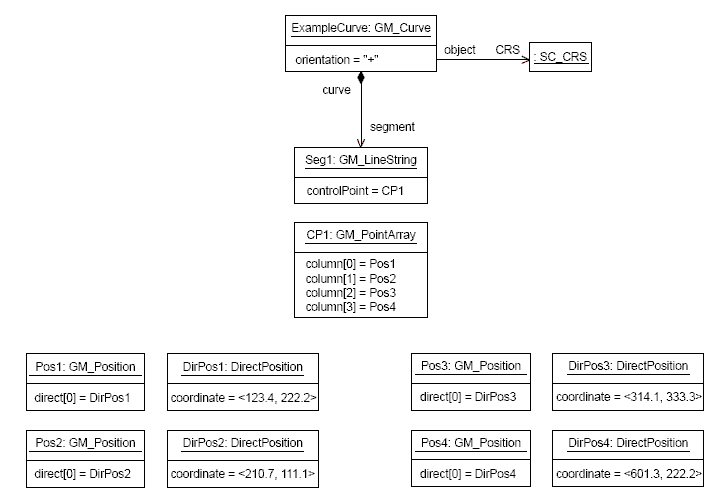 ExampleCurve: GM_Curve
orientation = "+"
object CRS
: SC_CRS
curve
segment
Seg1: GM_LineString
controlPoint = CP1
CP1: GM_PointArray
column[0] = Pos1
column[1] = Pos2
column[2] = Pos3
column[3] = Pos4
Pos1: GM_Position
direct[0] = DirPos1
DirPos1: DirectPosition
coordinate = <123.4, 222.2>
Pos3: GM_Position
direct[0] = DirPos3
DirPos3: DirectPosition
coordinate = <314.1, 333.3>
Pos2: GM_Position
direct[0] = DirPos2
DirPos2: DirectPosition
coordinate = <210.7, 111.1>
Pos4: GM_Position
direct[0] = DirPos4
DirPos4: DirectPosition
coordinate = <601.3, 222.2>